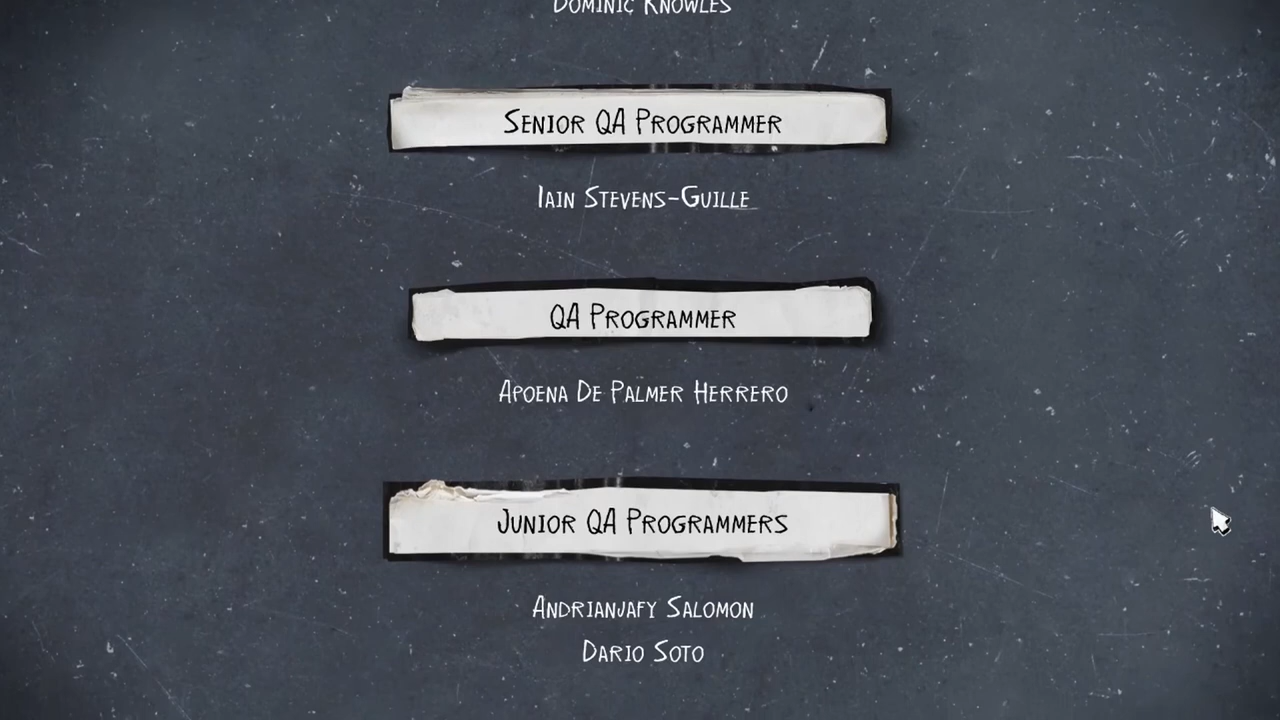 Dominic Knowles
Senior QA Programmer
Iain Stevens-Guille
QA Programmer
Apoena De Palmer Herrero
Junior QA Programmers
Andrianjafy Salomon
Dario Soto